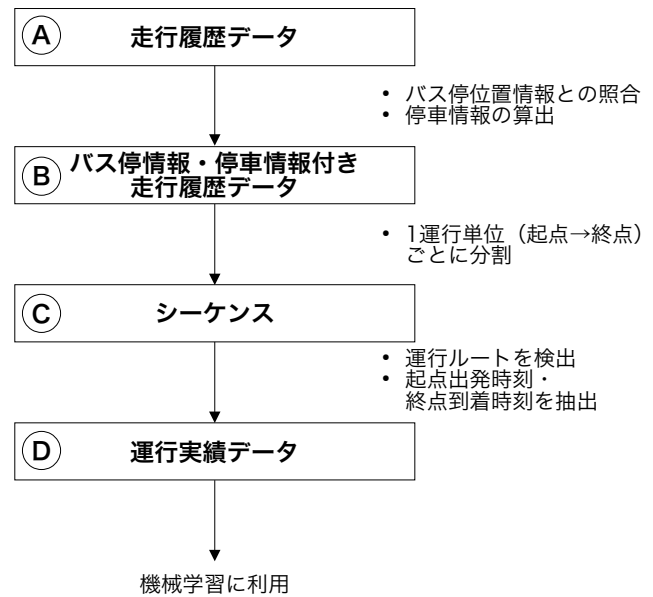 A 走行履歴データ
• バス停位置情報との照合
• 停車情報の算出
B バス停情報・停車情報付き
走行履歴データ
• 1運行単位（起点→終点）
ごとに分割
C シーケンス
• 運行ルートを検出
• 起点出発時刻・
終点到着時刻を抽出
D 運行実績データ
機械学習に利用